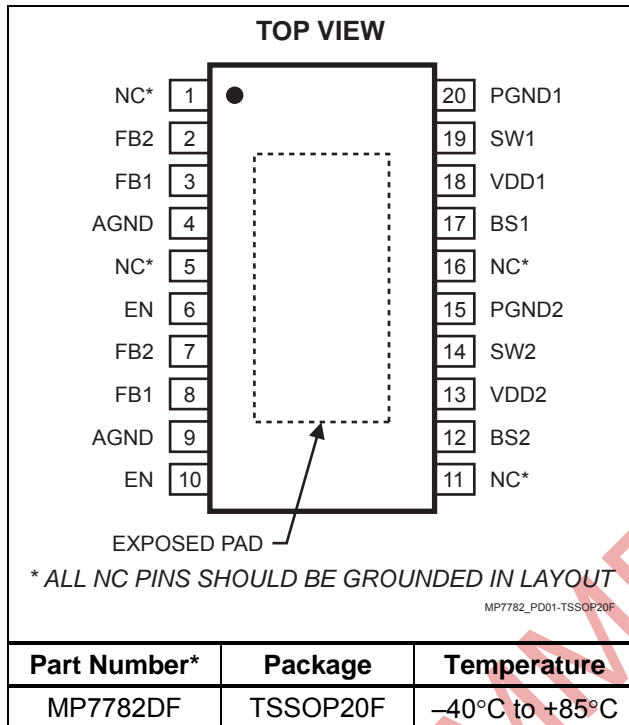 TOP VIEW
NC* 1 20 PGND1
FB2 2 19 SW1
FB1 3 18 VDD1
AGND 4 17 BS1
NC* 5 16 NC*
EN 6 15 PGND2
FB2 7 14 SW2
FB1 8 13 VDD2
AGND 9 12 BS2
EN 10 11 NC*
EXPOSED PAD
* ALL NC PINS SHOULD BE GROUNDED IN LAYOUT
MP7782_PD01-TSSOP20F
Part Number* Package Temperature
MP7782DF TSSOP20F –40°C to +85°C